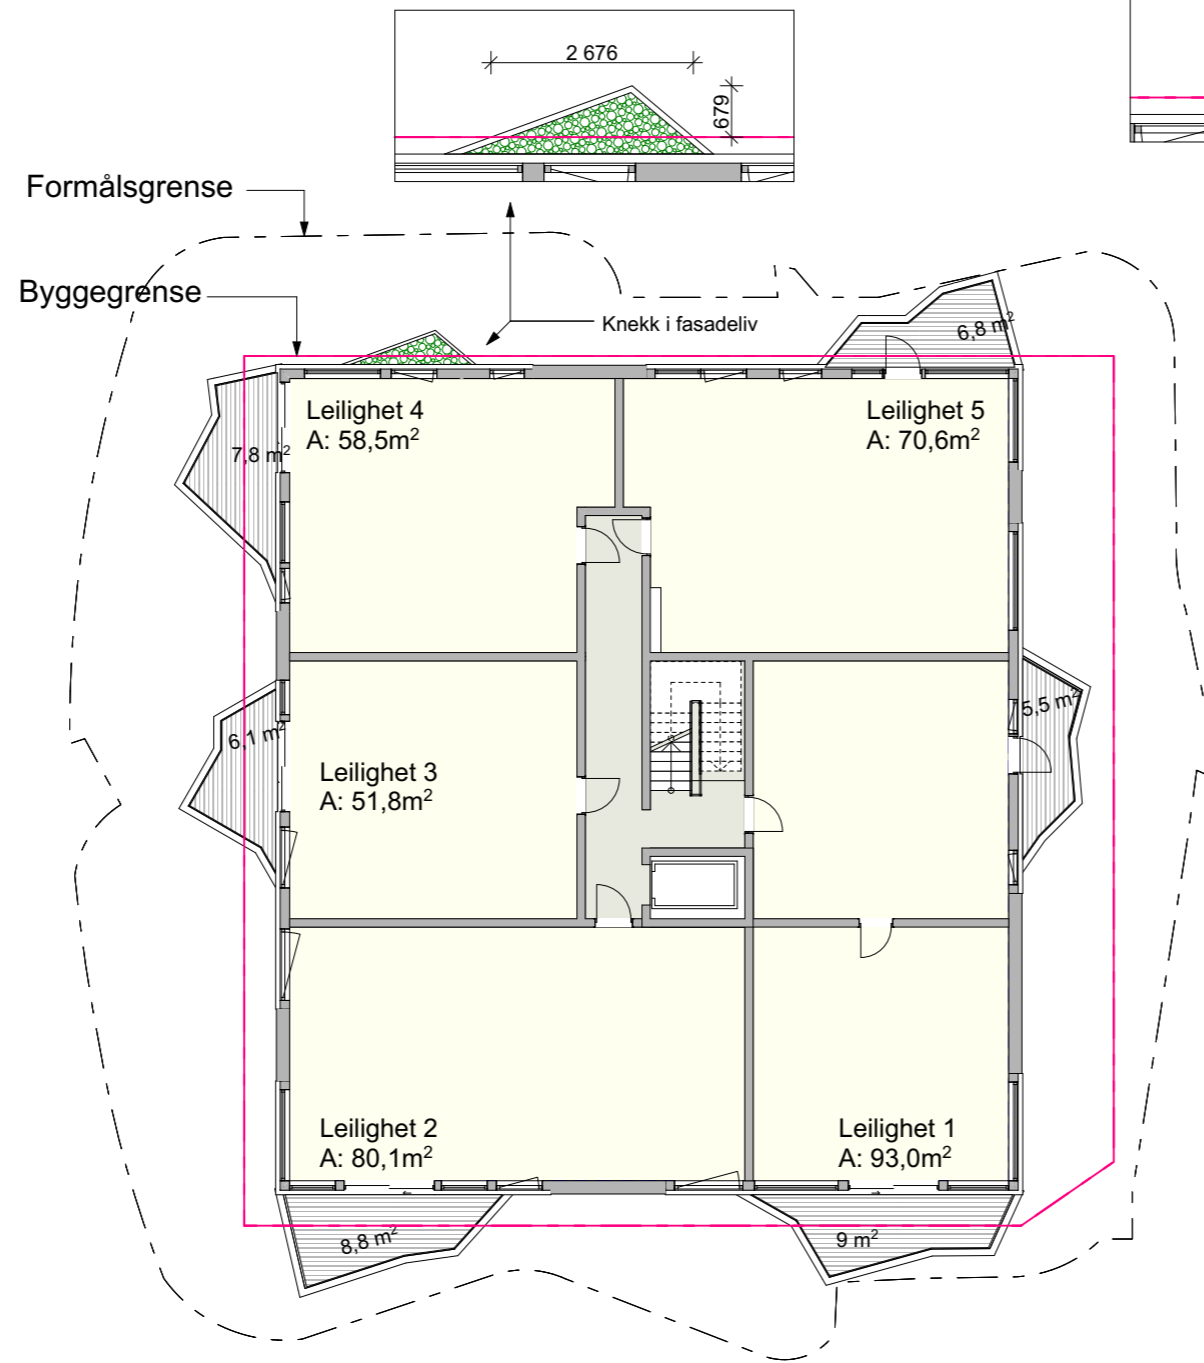 2 676
679
Formålsgrense
Byggegrense
Knekk i fasadeliv
6,8 m²
Leilighet 4
A: 58,5m²
Leilighet 5
A: 70,6m²
7,8 m²
6,1 m²
5,5 m²
Leilighet 3
A: 51,8m²
Leilighet 2
A: 80,1m²
Leilighet 1
A: 93,0m²
8,8 m²
9 m²